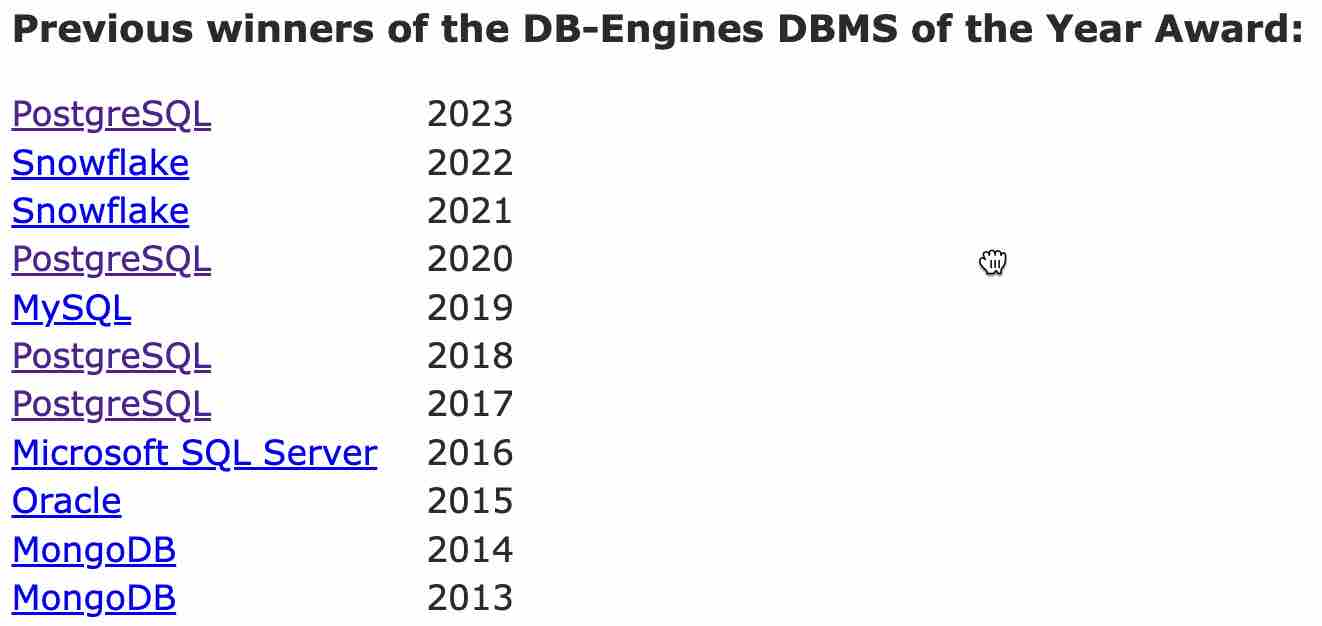 Previous winners of the DB-Engines DBMS of the Year Award:
PostgreSQL 2023
Snowflake 2022
Snowflake 2021
PostgreSQL 2020
MySQL 2019
PostgreSQL 2018
PostgreSQL 2017
Microsoft SQL Server 2016
Oracle 2015
MongoDB 2014
MongoDB 2013